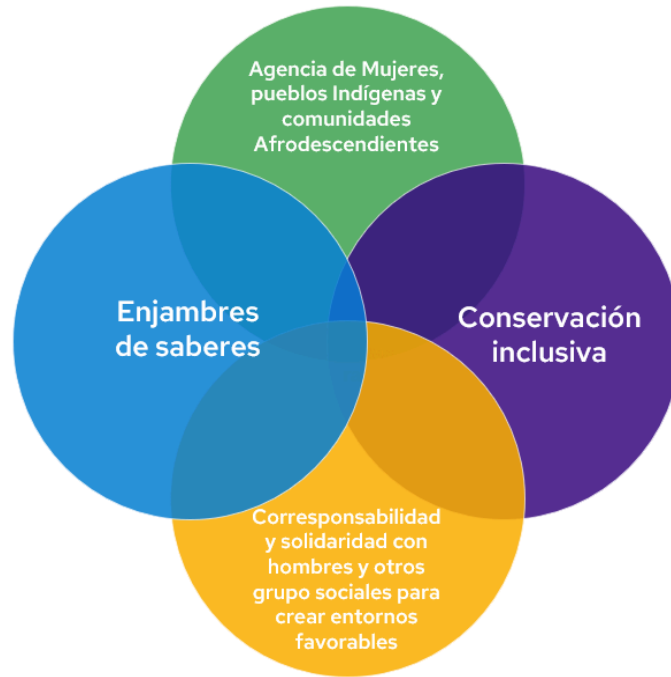 Agencia de Mujeres,
pueblos Indígenas y
comunidades
Afrodescendientes
Enjambres
de saberes
Conservación
inclusiva
Corresponsabilidad
y solidaridad con
hombres y otros
grupo sociales para
crear entornos
favorables